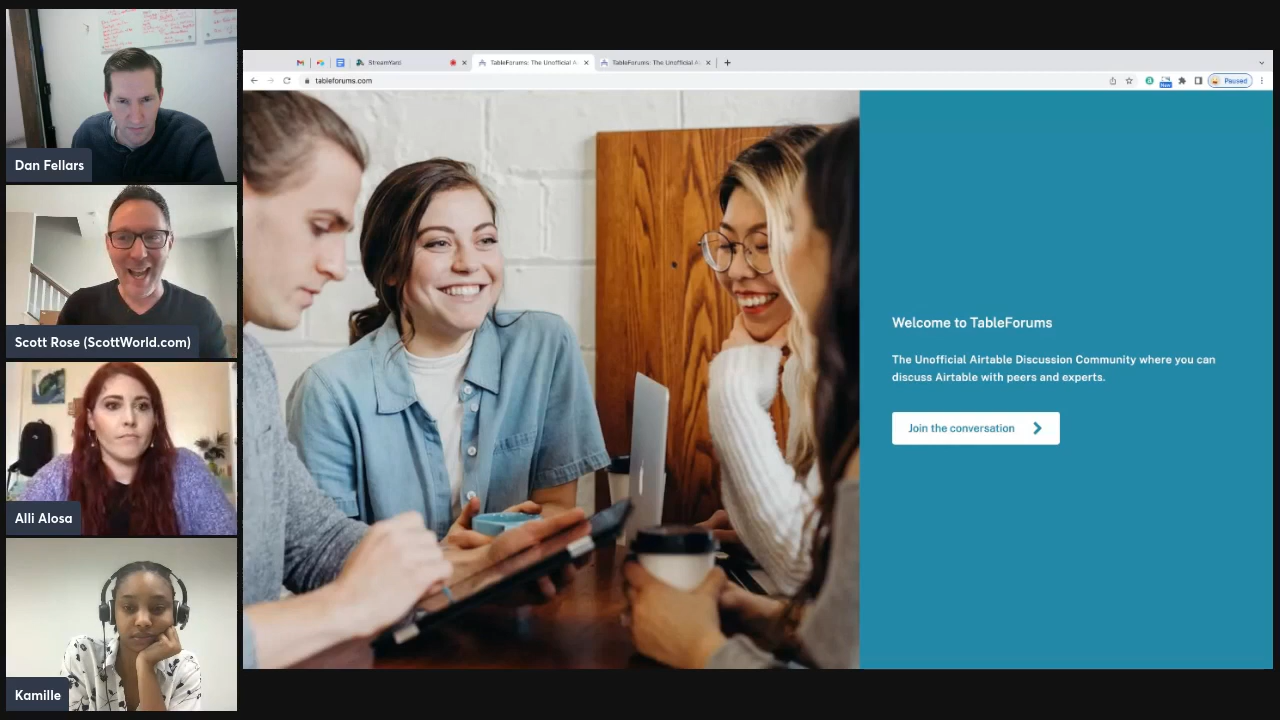 Dan Fellars
Scott Rose (ScottWorld.com)
Alli Alosa
Kamille
StreamYard
TableForums: The Unofficial A
TableForums: The Unofficial A
tableforums.com
Paused
Welcome to TableForums
The Unofficial Airtable Discussion Community where you can
discuss Airtable with peers and experts.
Join the conversation